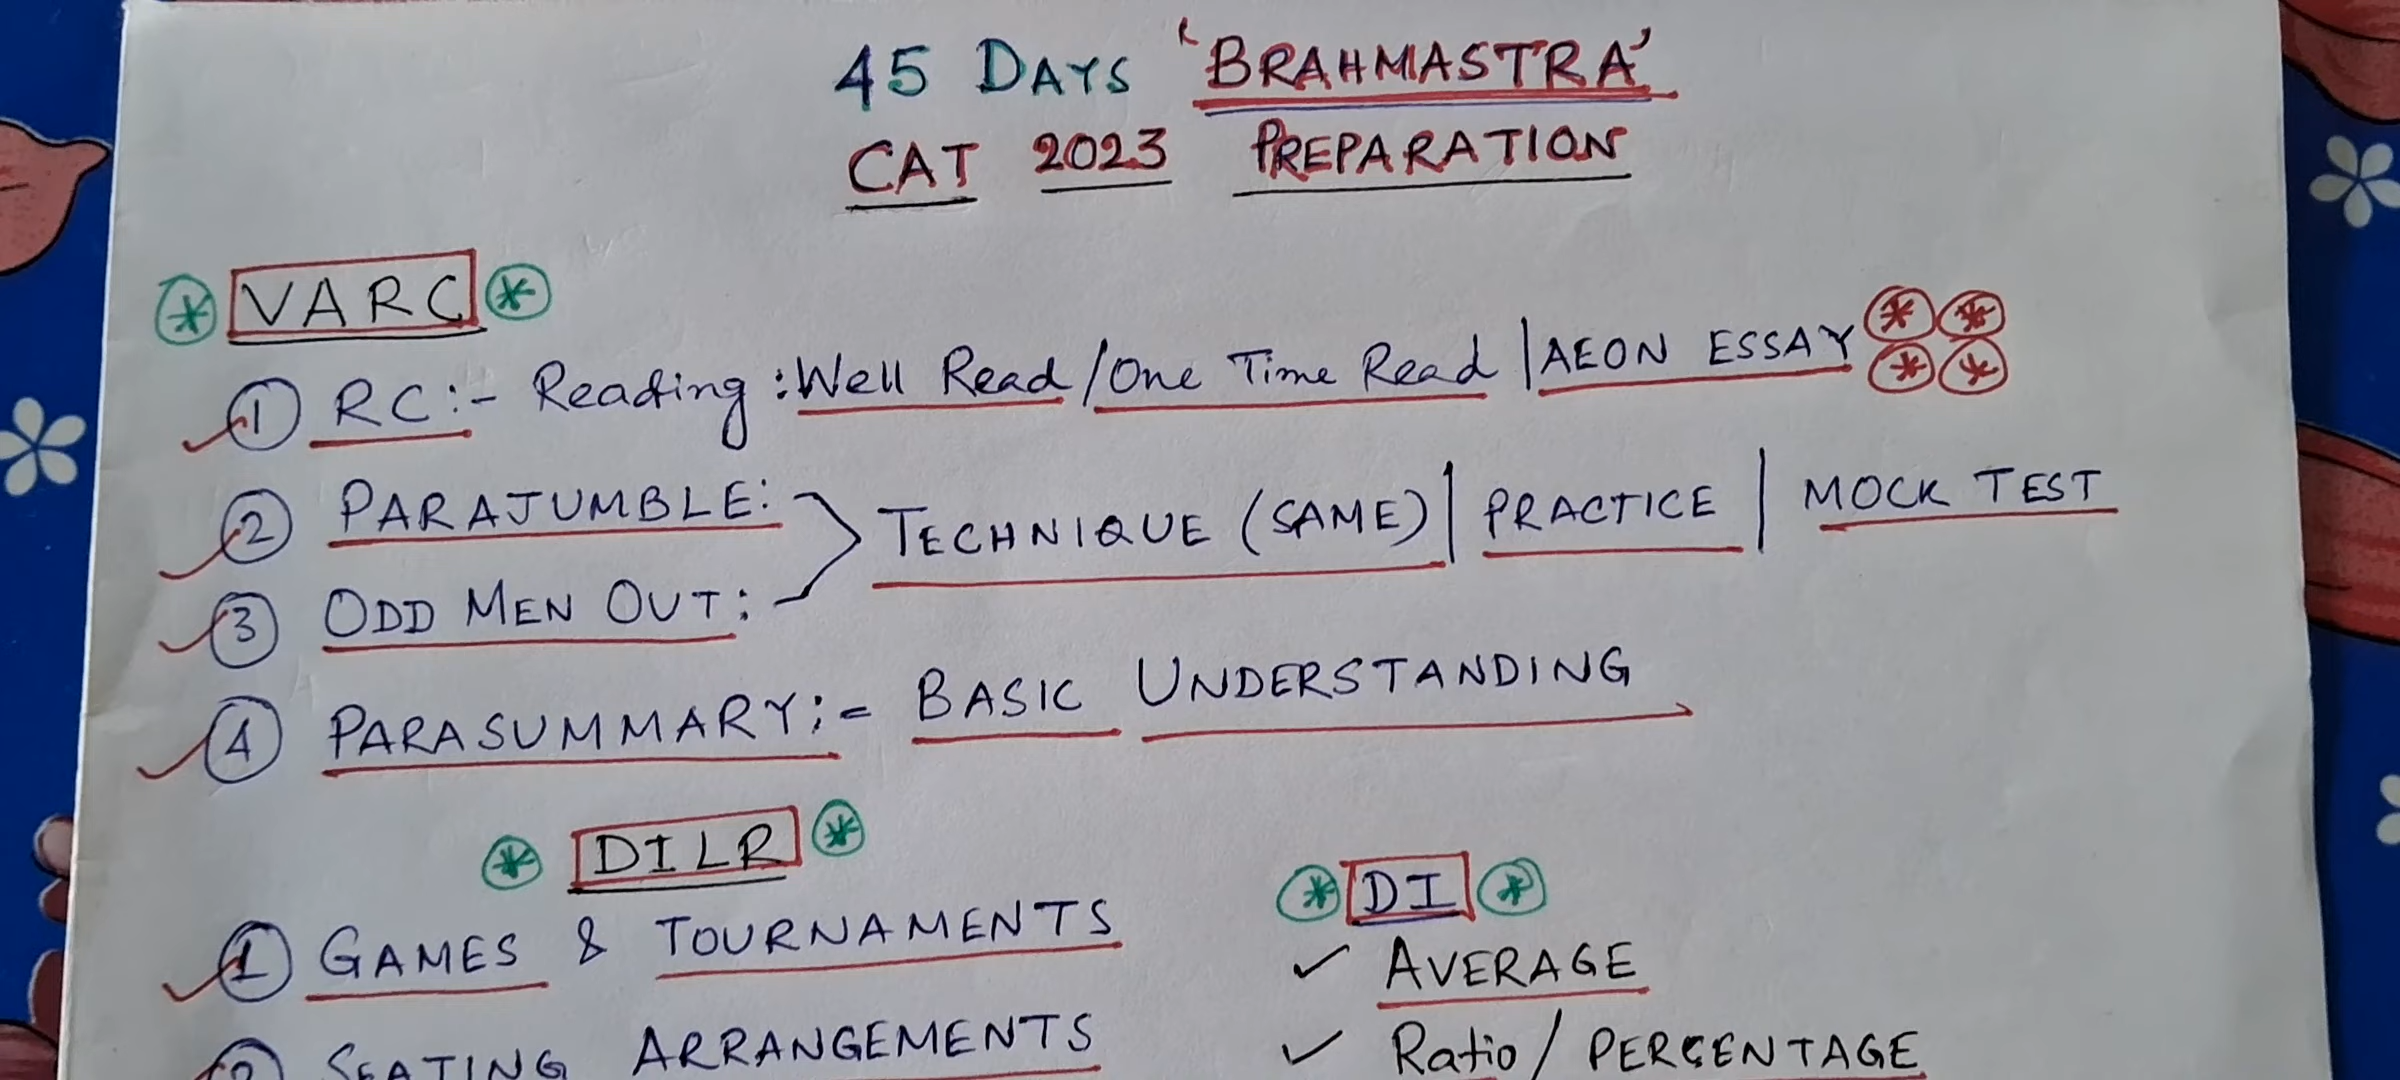 45 DAYS 'BRAHMASTRA'
CAT 2023 PREPARATION
* VARC *
① RC:- Reading: Well Read / One Time Read | AEON ESSAY ****
② PARAJUMBLE:
TECHNIQUE (SAME) | PRACTICE | MOCK TEST
③ ODD MEN OUT:
④ PARASUMMARY:- BASIC UNDERSTANDING
* DILR *
* DI *
① GAMES & TOURNAMENTS
✓ AVERAGE
② SEATING ARRANGEMENTS
✓ Ratio / PERCENTAGE